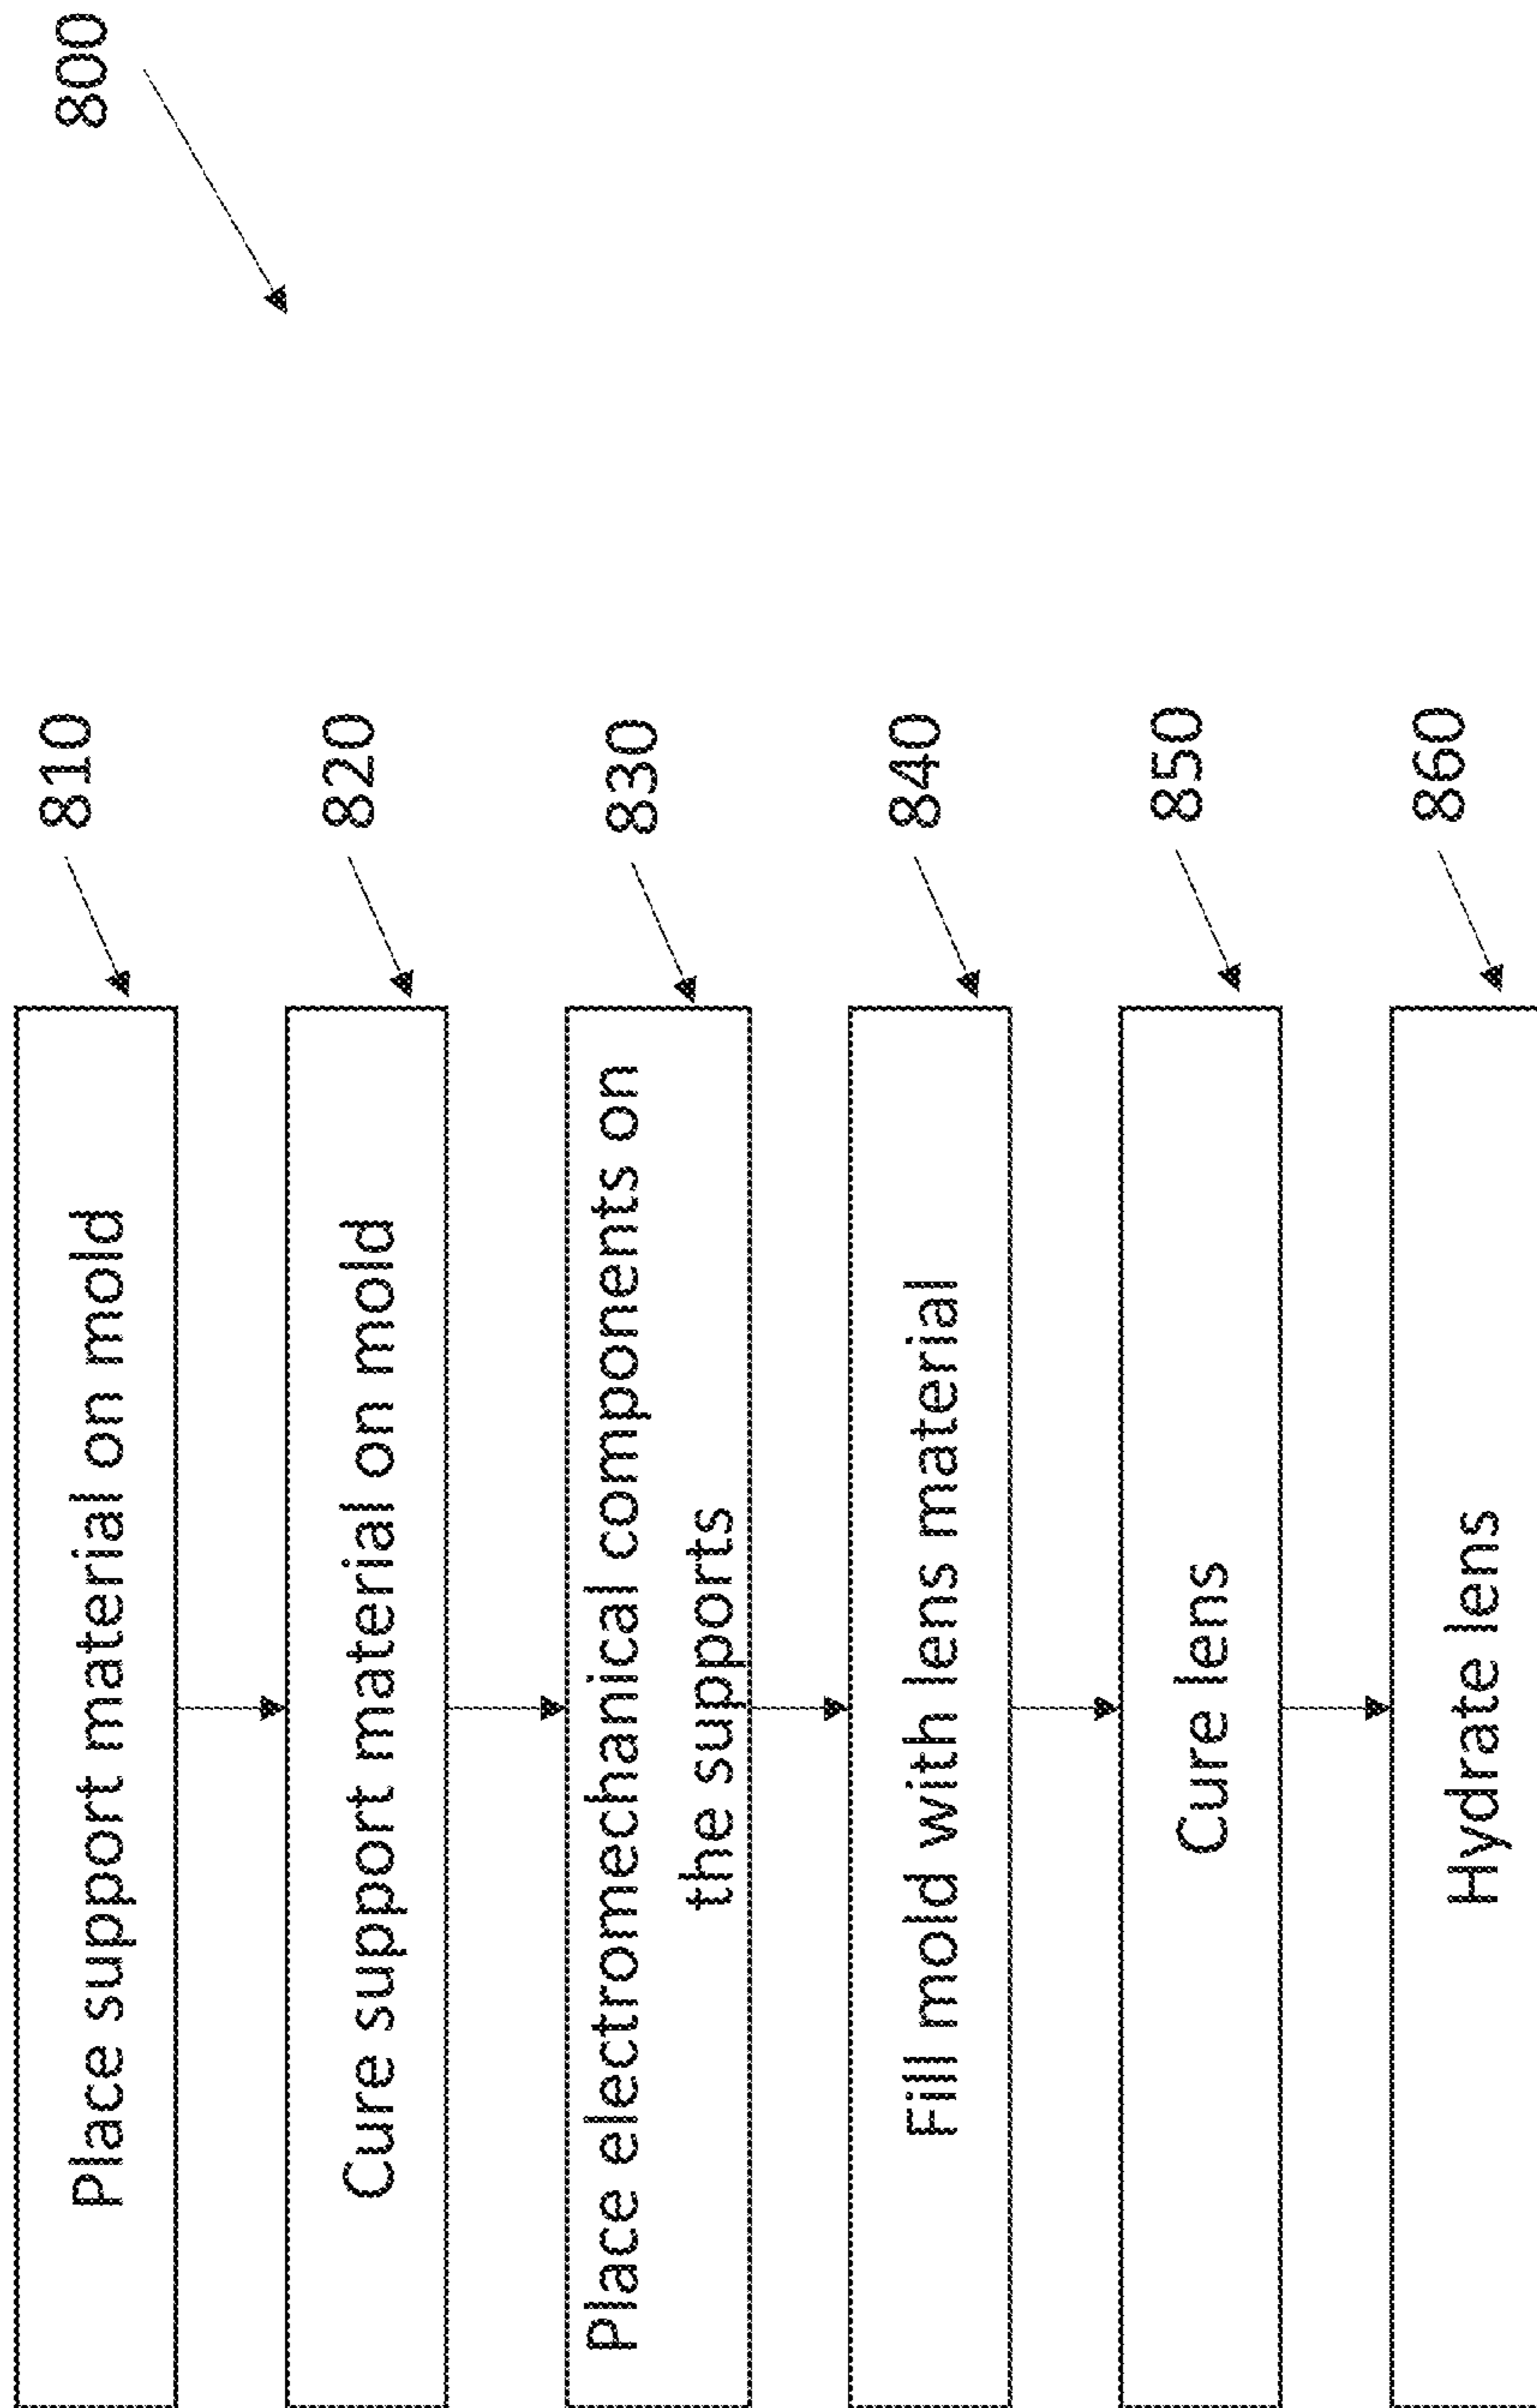 800
Place support material on mold
810
Cure support material on mold
820
Place electromechanical components on
the supports
830
Fill mold with lens material
840
Cure lens
850
Hydrate lens
860